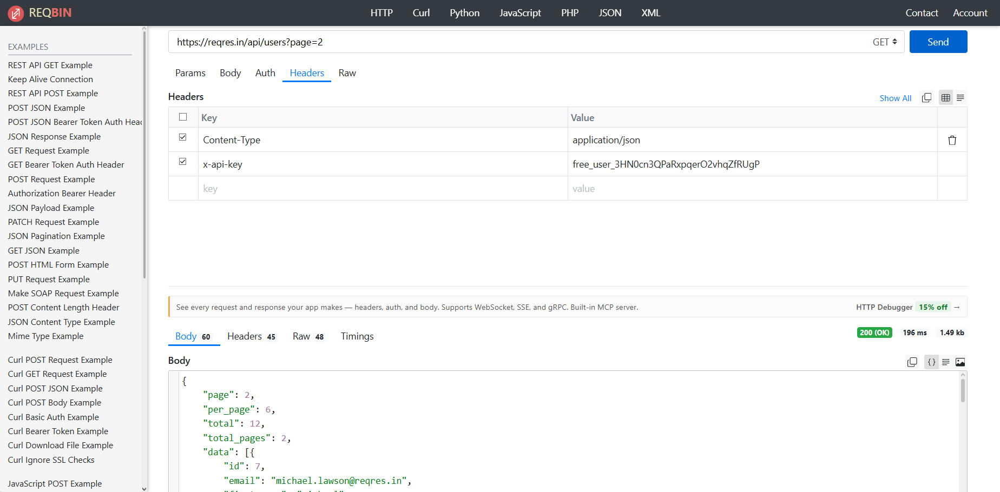 REQBIN
HTTP Curl Python JavaScript PHP JSON XML
Contact Account
EXAMPLES
REST API GET Example
Keep Alive Connection
REST API POST Example
POST JSON Example
POST JSON Bearer Token Auth Head
JSON Response Example
GET Request Example
GET Bearer Token Auth Header
POST Request Example
Authorization Bearer Header
JSON Payload Example
PATCH Request Example
JSON Pagination Example
GET JSON Example
POST HTML Form Example
PUT Request Example
Make SOAP Request Example
POST Content Length Header
JSON Content Type Example
Mime Type Example
Curl POST Request Example
Curl GET Request Example
Curl POST JSON Example
Curl POST Body Example
Curl Basic Auth Example
Curl Bearer Token Example
Curl Download File Example
Curl Ignore SSL Checks
JavaScript POST Example
https://reqres.in/api/users?page=2 GET Send
Params Body Auth Headers Raw
Headers Show All
Key Value
Content-Type application/json
x-api-key free_user_3HN0cn3QPaRxpqerO2vhqZfRUgP
key value
See every request and response your app makes — headers, auth, and body. Supports WebSocket, SSE, and gRPC. Built-in MCP server. HTTP Debugger 15% off →
Body 60 Headers 45 Raw 48 Timings 200 (OK) 196 ms 1.49 kb
Body {}
{
"page": 2,
"per_page": 6,
"total": 12,
"total_pages": 2,
"data": [{
"id": 7,
"email": "michael.lawson@reqres.in",